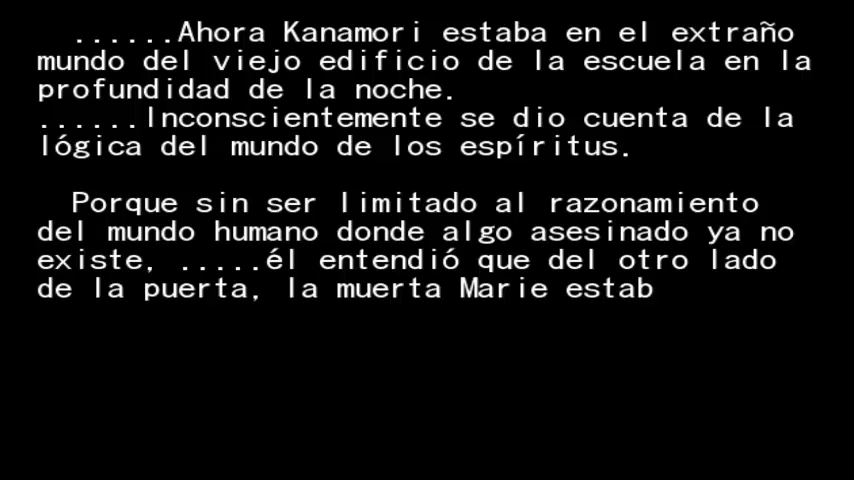 ......Ahora Kanamori estaba en el extraño
mundo del viejo edificio de la escuela en la
profundidad de la noche.
......Inconscientemente se dio cuenta de la
lógica del mundo de los espíritus.
Porque sin ser limitado al razonamiento
del mundo humano donde algo asesinado ya no
existe, .....él entendió que del otro lado
de la puerta, la muerta Marie estab